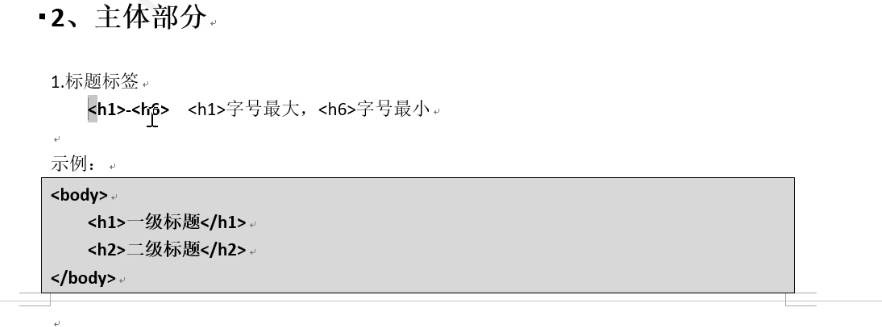 2、主体部分
1.标题标签
<h1>-<h6> <h1>字号最大，<h6>字号最小
示例：
<body>
<h1>一级标题</h1>
<h2>二级标题</h2>
</body>